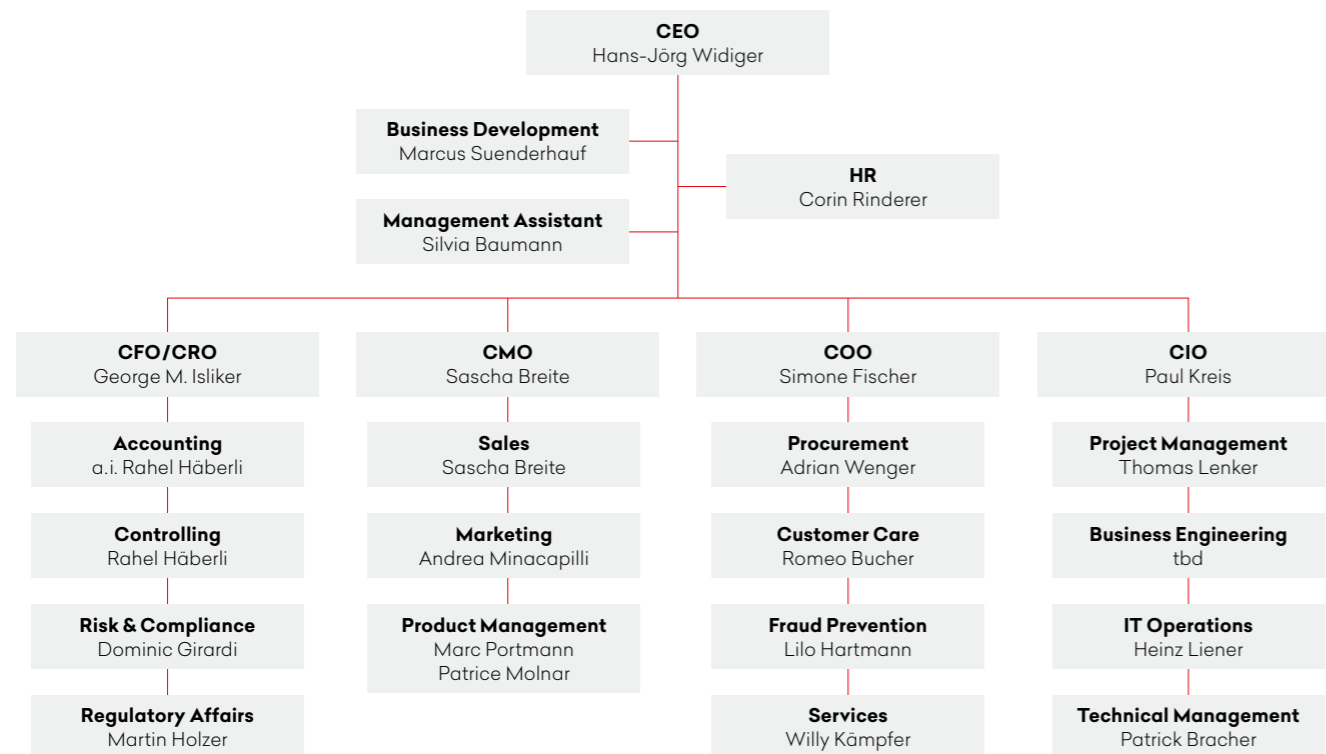 CEO
Hans-Jörg Widiger
Business Development
Marcus Suenderhauf
HR
Corin Rinderer
Management Assistant
Silvia Baumann
CFO/CRO
George M. Isliker
CMO
Sascha Breite
COO
Simone Fischer
CIO
Paul Kreis
Accounting
a.i. Rahel Häberli
Sales
Sascha Breite
Procurement
Adrian Wenger
Project Management
Thomas Lenker
Controlling
Rahel Häberli
Marketing
Andrea Minacapilli
Customer Care
Romeo Bucher
Business Engineering
tbd
Risk & Compliance
Dominic Girardi
Product Management
Marc Portmann
Patrice Molnar
Fraud Prevention
Lilo Hartmann
IT Operations
Heinz Liener
Regulatory Affairs
Martin Holzer
Services
Willy Kämpfer
Technical Management
Patrick Bracher